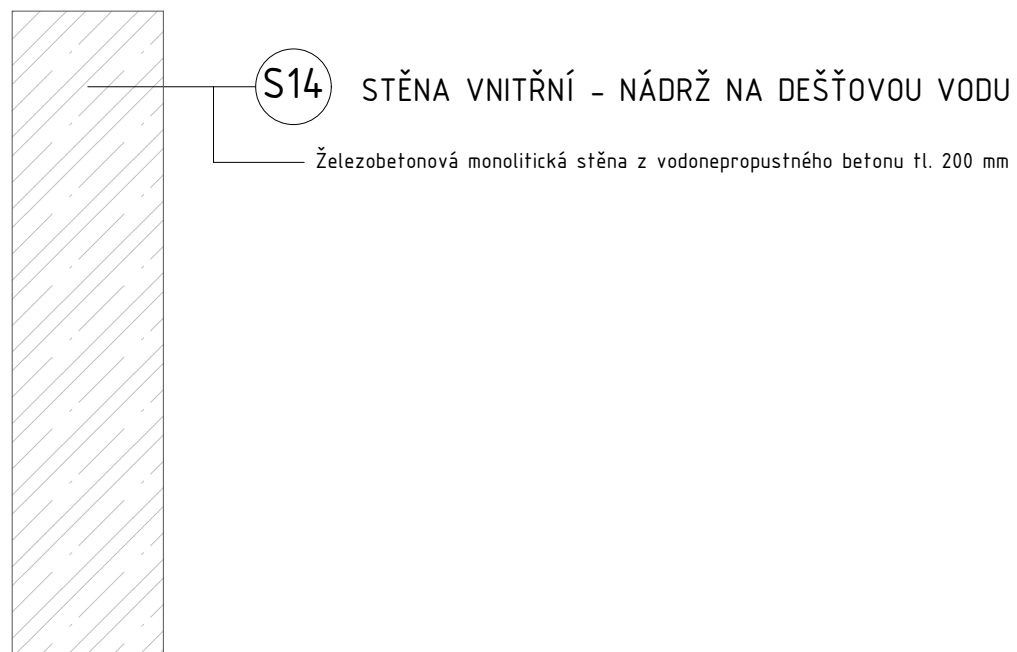 S14 STĚNA VNITŘNÍ - NÁDRŽ NA DEŠŤOVOU VODU
Železobetonová monolitická stěna z vodonepropustného betonu tl. 200 mm